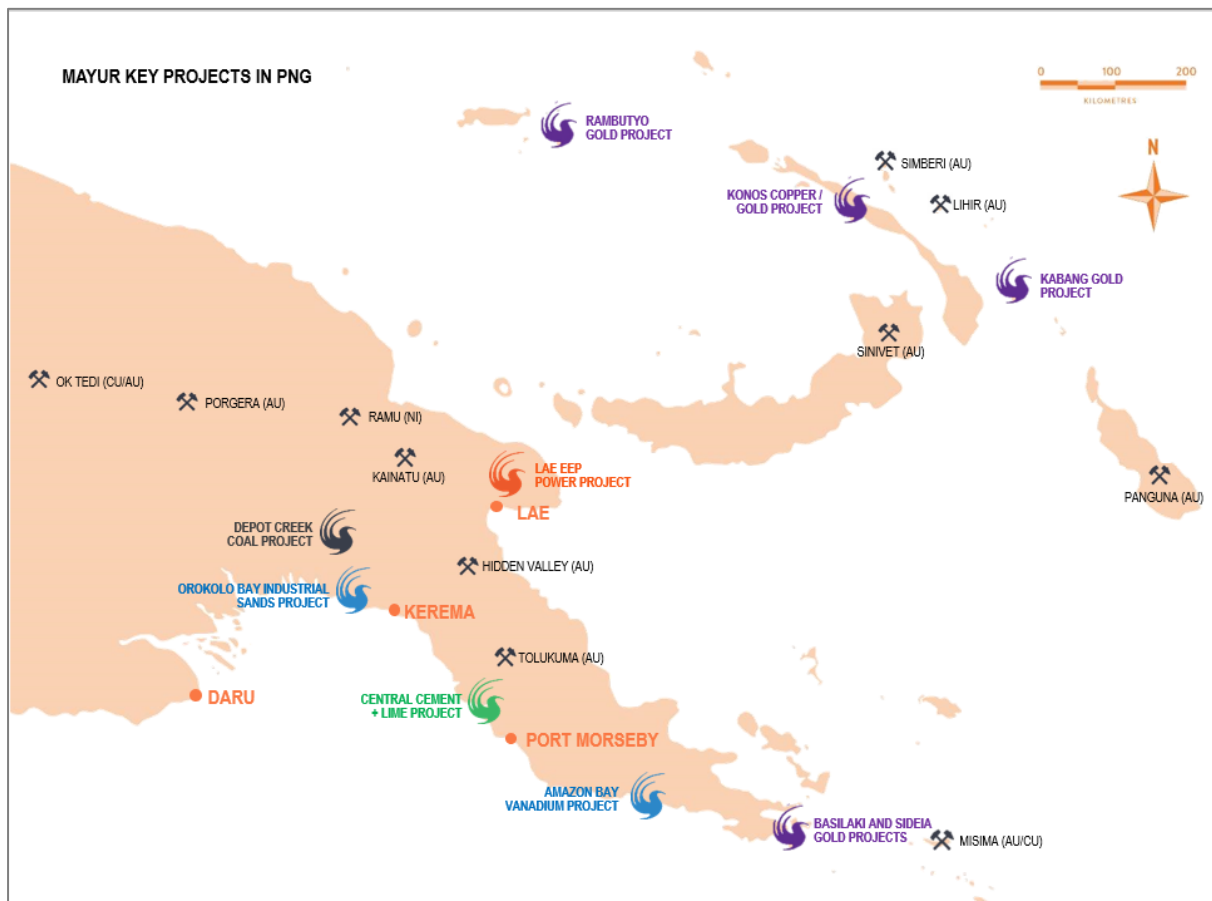 MAYUR KEY PROJECTS IN PNG
0 100 200
KILOMETRES
N
RAMBUTYO
GOLD PROJECT
SIMBERI (AU)
KONOS COPPER /
GOLD PROJECT
LIHIR (AU)
KABANG GOLD
PROJECT
SINIVET (AU)
OK TEDI (CU/AU)
PORGERA (AU)
RAMU (NI)
KAINATU (AU)
LAE EEP
POWER PROJECT
LAE
PANGUNA (AU)
DEPOT CREEK
COAL PROJECT
HIDDEN VALLEY (AU)
OROKOLO BAY INDUSTRIAL
SANDS PROJECT
KEREMA
TOLUKUMA (AU)
DARU
CENTRAL CEMENT
+ LIME PROJECT
PORT MORSEBY
AMAZON BAY
VANADIUM PROJECT
BASILAKI AND SIDEIA
GOLD PROJECTS
MISIMA (AU/CU)